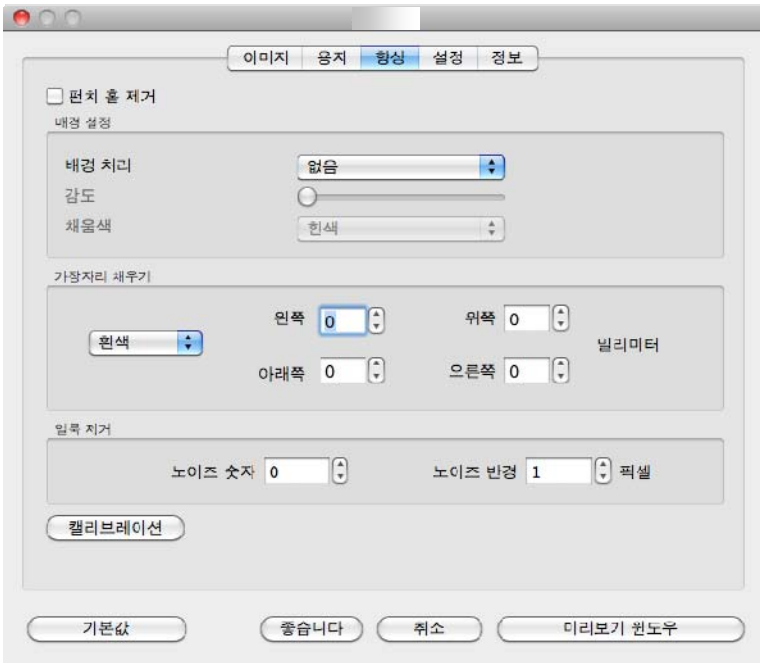 이미지 용지 향상 설정 정보
펀치 홀 제거
배경 설정
배경 처리 없음
감도
채움색 흰색
가장자리 채우기
흰색
왼쪽 0 위쪽 0
밀리미터
아래쪽 0 오른쪽 0
얼룩 제거
노이즈 숫자 0 노이즈 반경 1 픽셀
캘리브레이션
기본값 좋습니다 취소 미리보기 윈도우